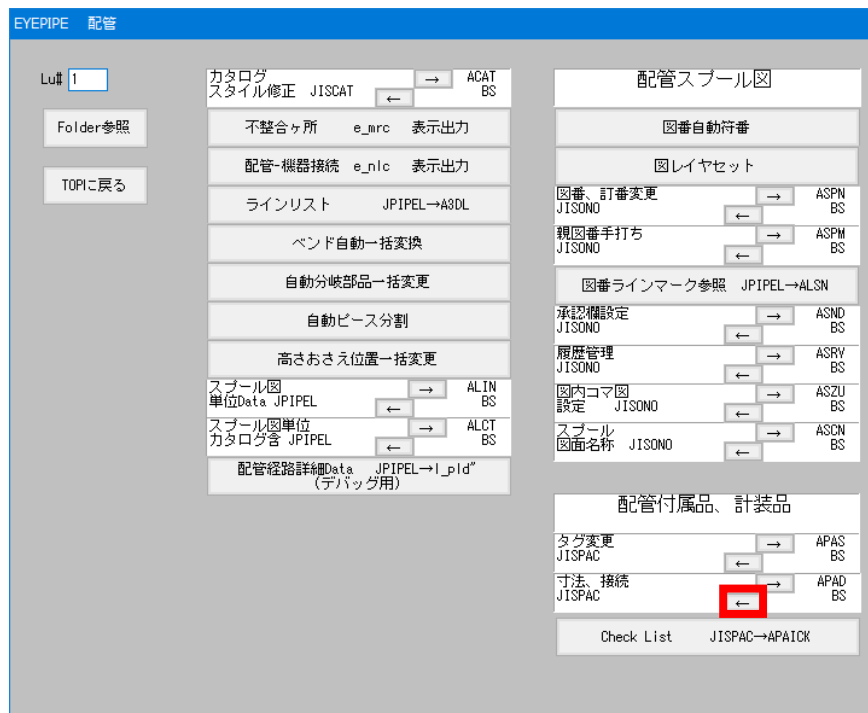 EYEPIPE 配管
Lu# 1
Folder参照
TOPに戻る
カタログ → ACAT
スタイル修正 JISCAT ← BS
不整合ヶ所 e_mrc 表示出力
配管-機器接続 e_nlc 表示出力
ラインリスト JPIPEL→A3DL
ベンド自動一括変換
自動分岐部品一括変更
自動ピース分割
高さおさえ位置一括変更
スプール図 → ALIN
単位Data JPIPEL ← BS
スプール図単位 → ALCT
カタログ含 JPIPEL ← BS
配管経路詳細Data JPIPEL→l_pld"
(デバッグ用)
配管スプール図
図番自動符番
図レイヤセット
図番、訂番変更 → ASPN
JISONO ← BS
親図番手打ち → ASPM
JISONO ← BS
図番ラインマーク参照 JPIPEL→ALSN
承認欄設定 → ASND
JISONO ← BS
履歴管理 → ASRV
JISONO ← BS
図内コマ図 → ASZU
設定 JISONO ← BS
スプール → ASCN
図面名称 JISONO ← BS
配管付属品、計装品
タグ変更 → APAS
JISPAC ← BS
寸法、接続 → APAD
JISPAC ← BS
Check List JISPAC→APAICK